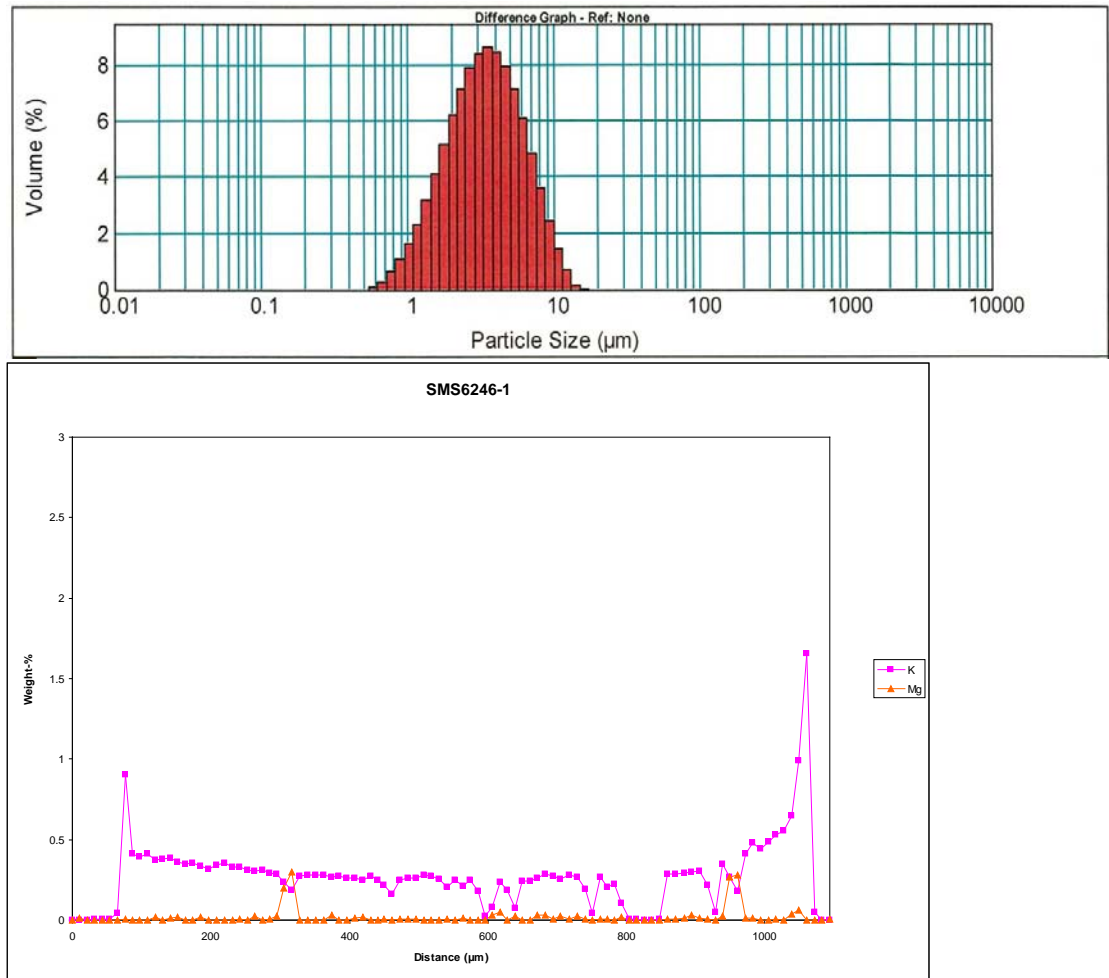 Difference Graph - Ref: None
Volume (%)
8
6
4
2
0
0.01 0.1 1 10 100 1000 10000
Particle Size (µm)
SMS6246-1
Weight-%
3
2.5
2
1.5
1
0.5
0
0 200 400 600 800 1000
Distance (µm)
K
Mg